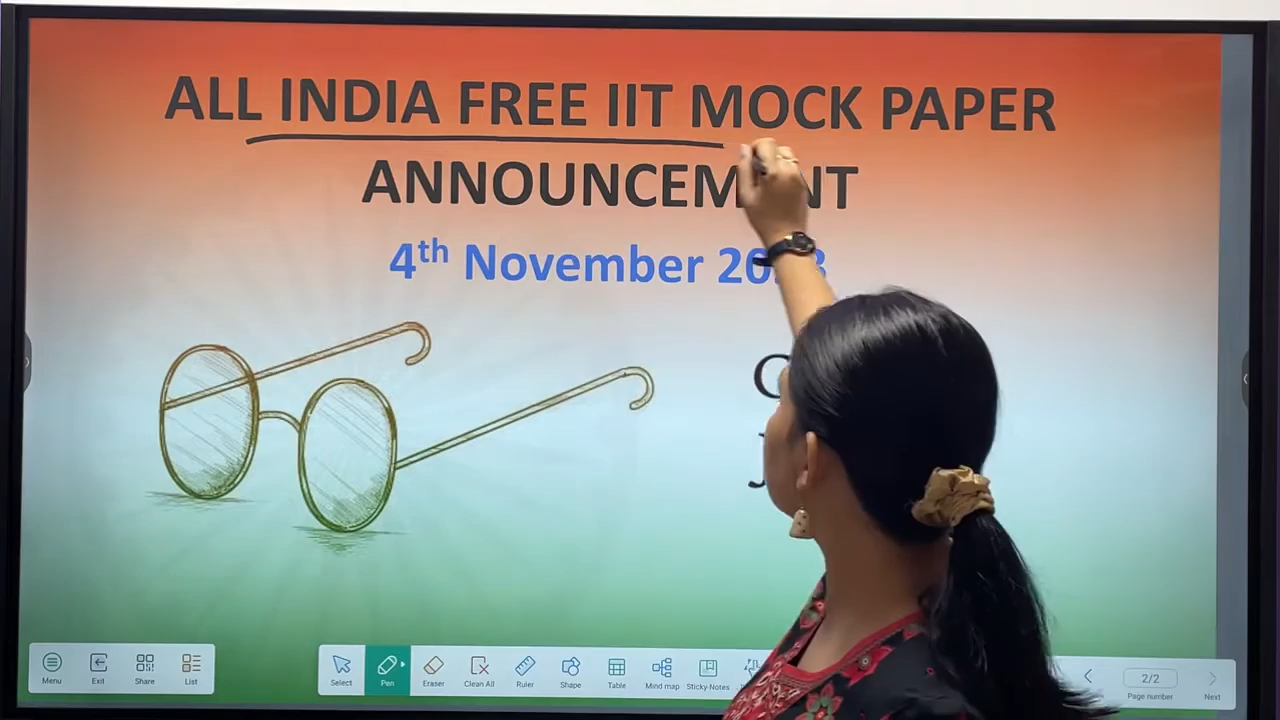 ALL INDIA FREE IIT MOCK PAPER
ANNOUNCEMENT
4th November
Menu
Exit
Share
List
Select
Pen
Eraser
Clean All
Ruler
Shape
Table
Mind map
Sticky-Notes
2/2
Page number
Next